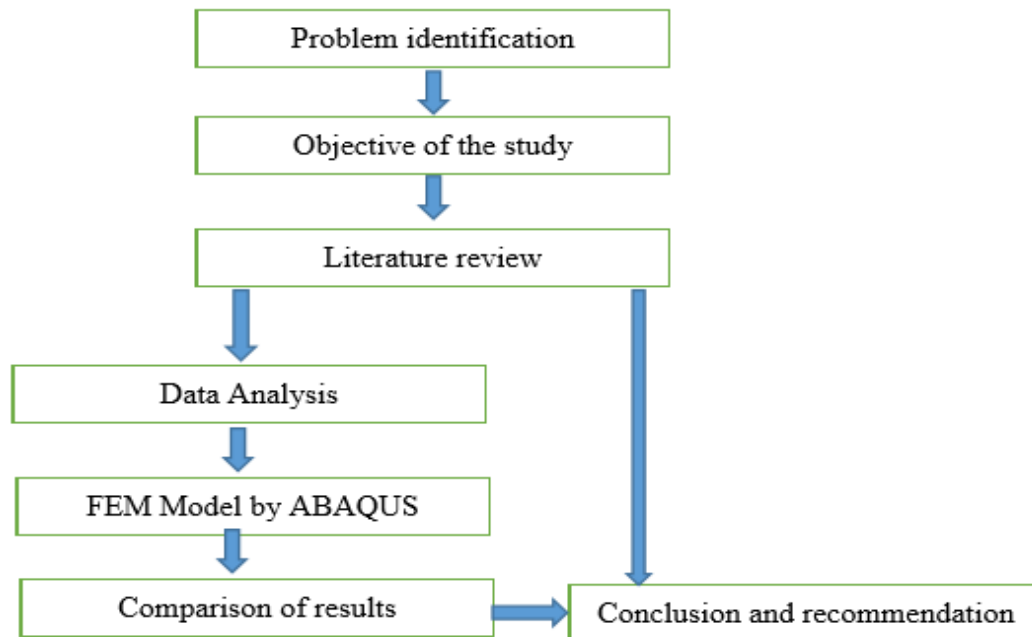 Problem identification
Objective of the study
Literature review
Data Analysis
FEM Model by ABAQUS
Comparison of results
Conclusion and recommendation